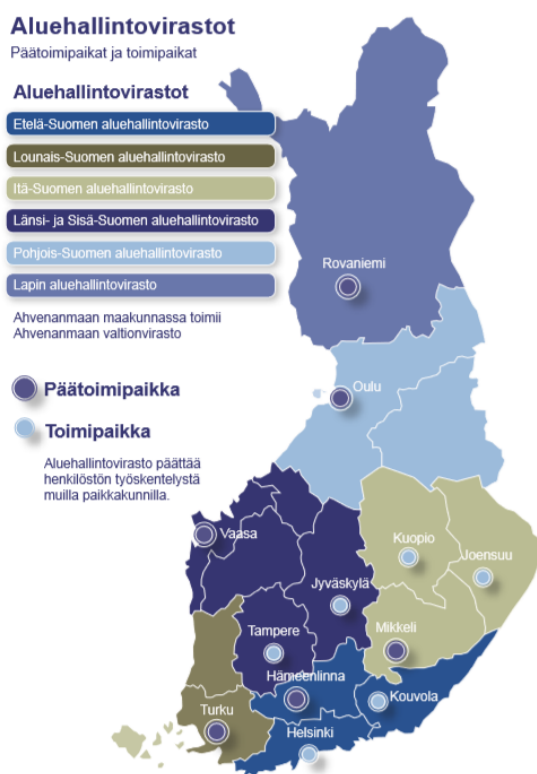 Aluehallintovirastot
Päätoimipaikat ja toimipaikat
Aluehallintovirastot
Etelä-Suomen aluehallintovirasto
Lounais-Suomen aluehallintovirasto
Itä-Suomen aluehallintovirasto
Länsi- ja Sisä-Suomen aluehallintovirasto
Pohjois-Suomen aluehallintovirasto
Lapin aluehallintovirasto
Ahvenanmaan maakunnassa toimii
Ahvenanmaan valtionvirasto
Päätoimipaikka
Toimipaikka
Aluehallintovirasto päättää
henkilöstön työskentelystä
muilla paikkakunnilla.
Rovaniemi
Oulu
Vaasa
Kuopio
Joensuu
Jyväskylä
Tampere
Mikkeli
Hämeenlinna
Kouvola
Turku
Helsinki